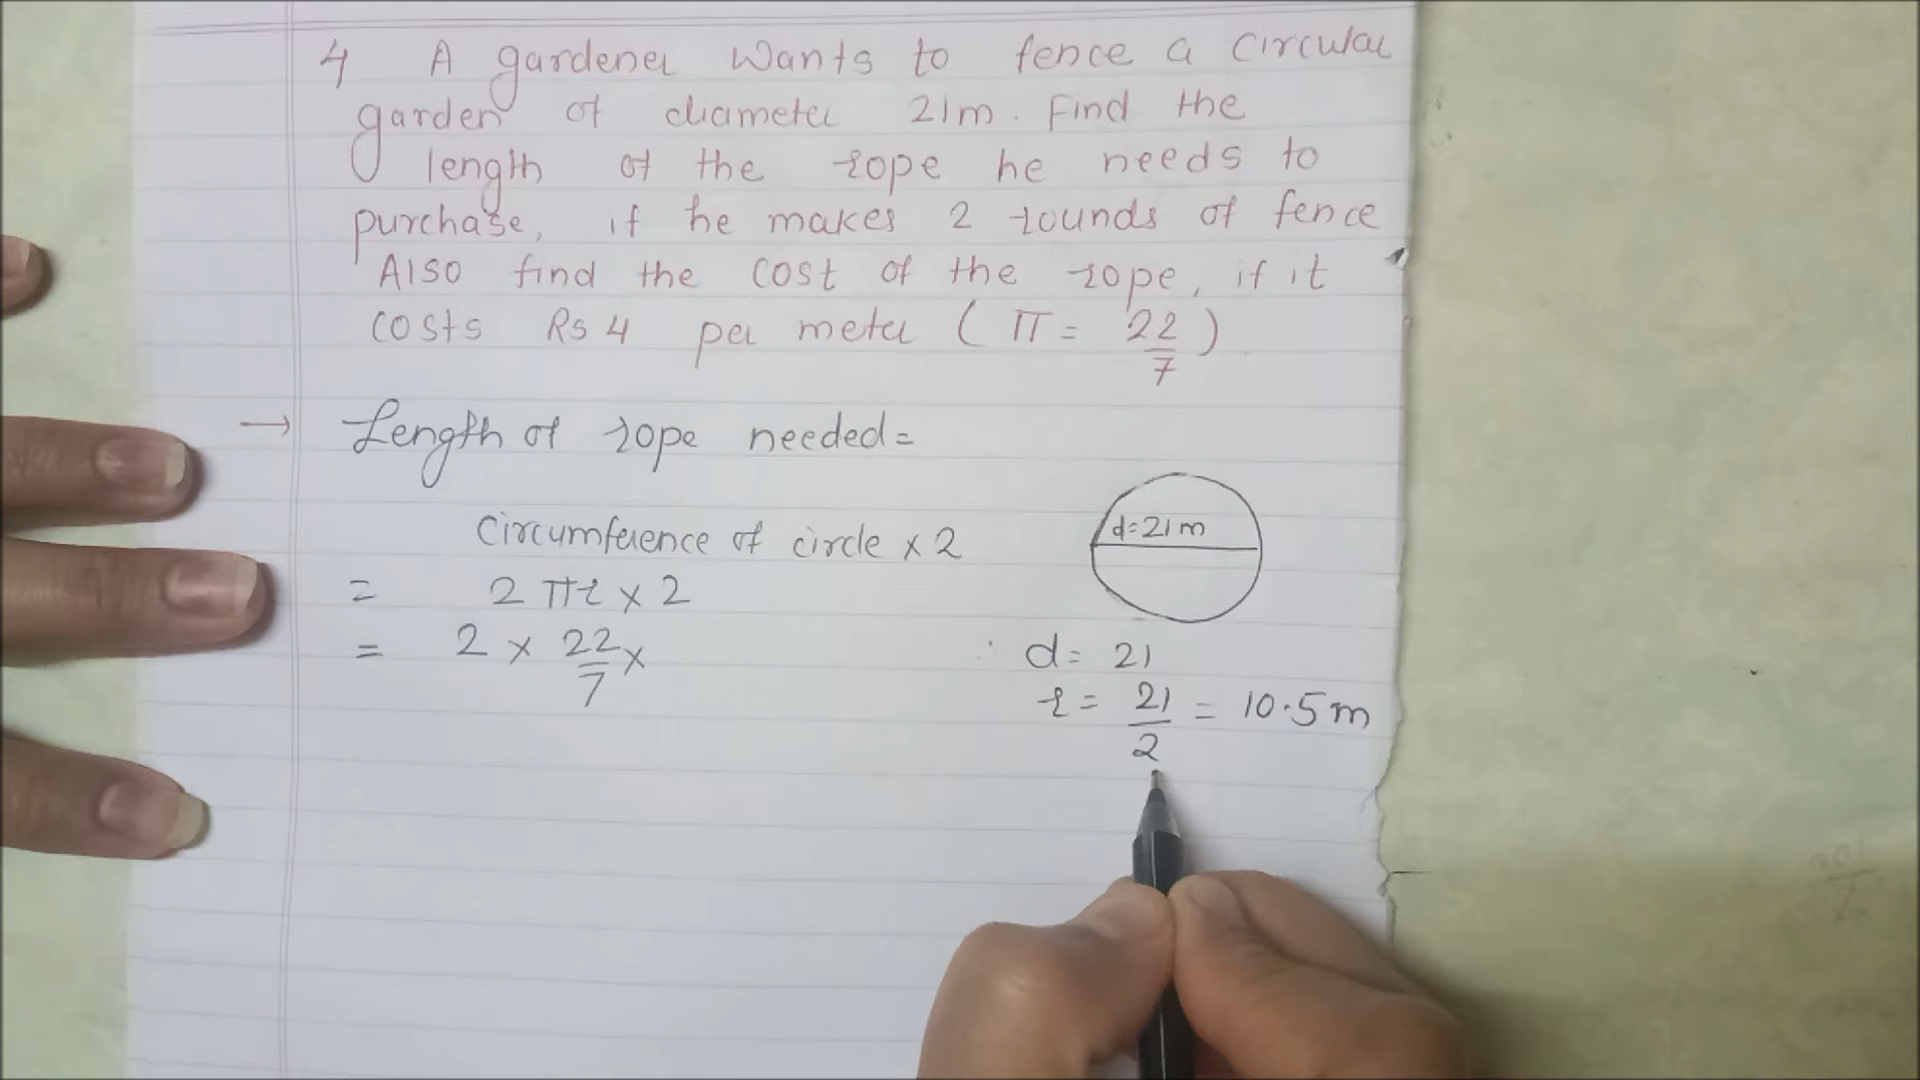 4 A gardener wants to fence a circular
garden of diameter 21m. Find the
length of the rope he needs to
purchase, if he makes 2 rounds of fence
Also find the cost of the rope, if it
costs Rs 4 per meter ( π = 22/7 )
→ Length of rope needed =
Circumference of circle × 2
d=21m
= 2πr × 2
= 2 × 22/7 ×
d = 21
r = 21/2 = 10.5m